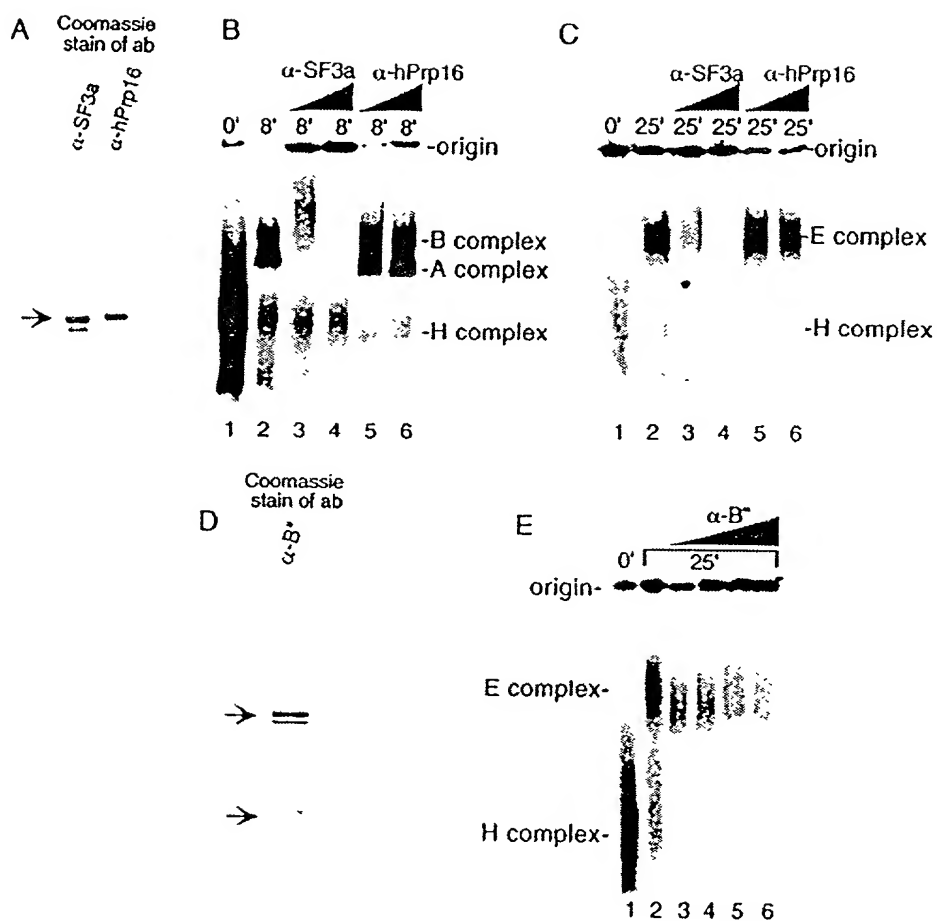 A
Coomassie
stain of ab
α-SF3a
α-hPrp16
B
α-SF3a
α-hPrp16
0' 8' 8' 8' 8' 8'
-origin
-B complex
-A complex
-H complex
1 2 3 4 5 6
C
α-SF3a
α-hPrp16
0' 25' 25' 25' 25' 25'
-origin
-E complex
-H complex
1 2 3 4 5 6
D
Coomassie
stain of ab
α-B"
E
α-B"
0' 25'
origin-
E complex-
H complex-
1 2 3 4 5 6